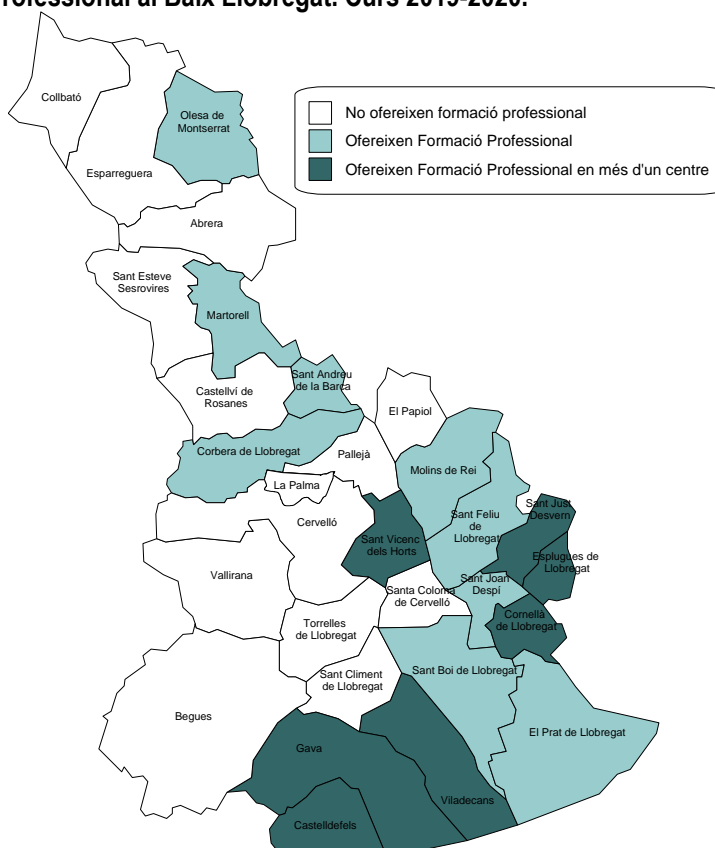 rofessional al Baix Llobregat. Curs 2019-2020.
No ofereixen formació professional
Ofereixen Formació Professional
Ofereixen Formació Professional en més d'un centre
Collbató
Olesa de
Montserrat
Esparreguera
Abrera
Sant Esteve
Sesrovires
Martorell
Castellví de
Rosanes
Sant Andreu
de la Barca
El Papiol
Corbera de Llobregat
Pallejà
Molins de Rei
La Palma
Cervelló
Sant Vicenc
dels Horts
Sant Feliu
de
Llobregat
Sant Just
Desvern
Esplugues de
Llobregat
Vallirana
Santa Coloma
de Cervelló
Sant Joan
Despí
Cornellà
de Llobregat
Torrelles
de Llobregat
Sant Climent
de Llobregat
Sant Boi de Llobregat
Begues
El Prat de Llobregat
Gava
Viladecans
Castelldefels